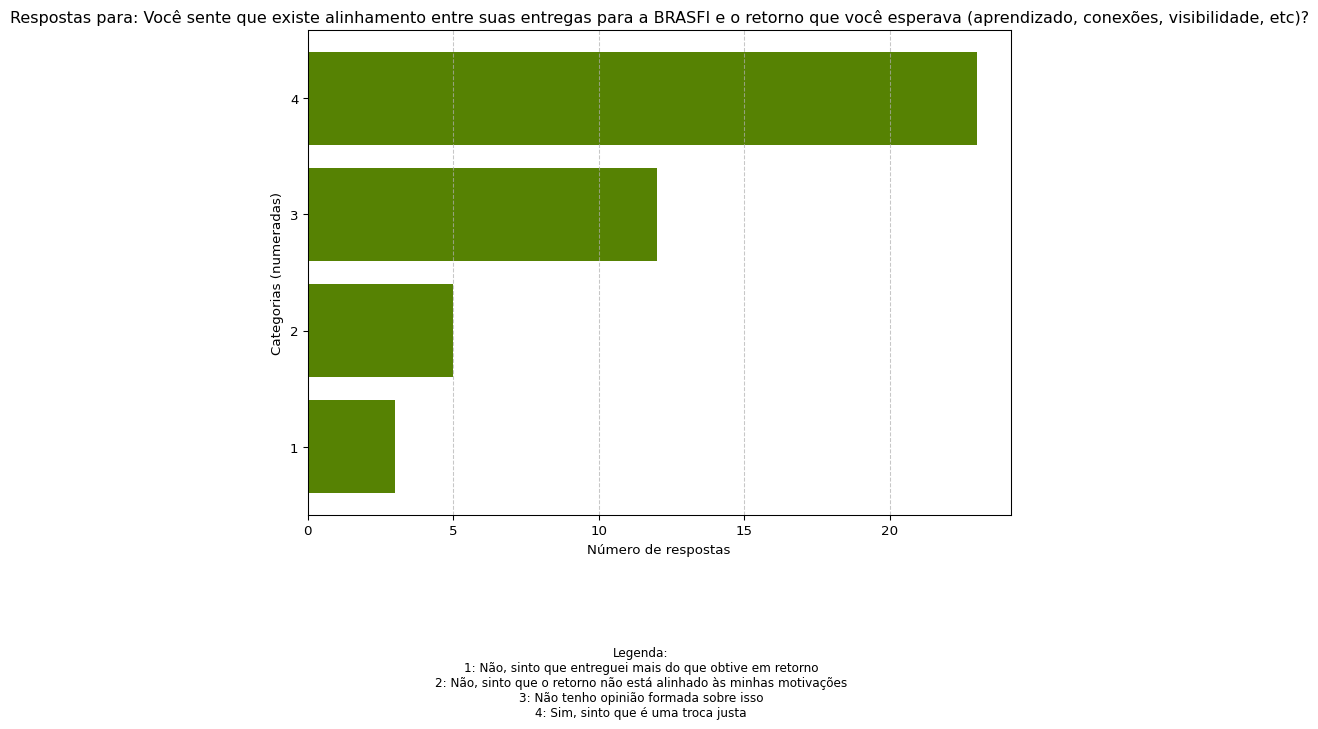 Respostas para: Você sente que existe alinhamento entre suas entregas para a BRASFI e o retorno que você esperava (aprendizado, conexões, visibilidade, etc)?
Categorias (numeradas)
4
3
2
1
0
5
10
15
20
Número de respostas
Legenda:
1: Não, sinto que entreguei mais do que obtive em retorno
2: Não, sinto que o retorno não está alinhado às minhas motivações
3: Não tenho opinião formada sobre isso
4: Sim, sinto que é uma troca justa